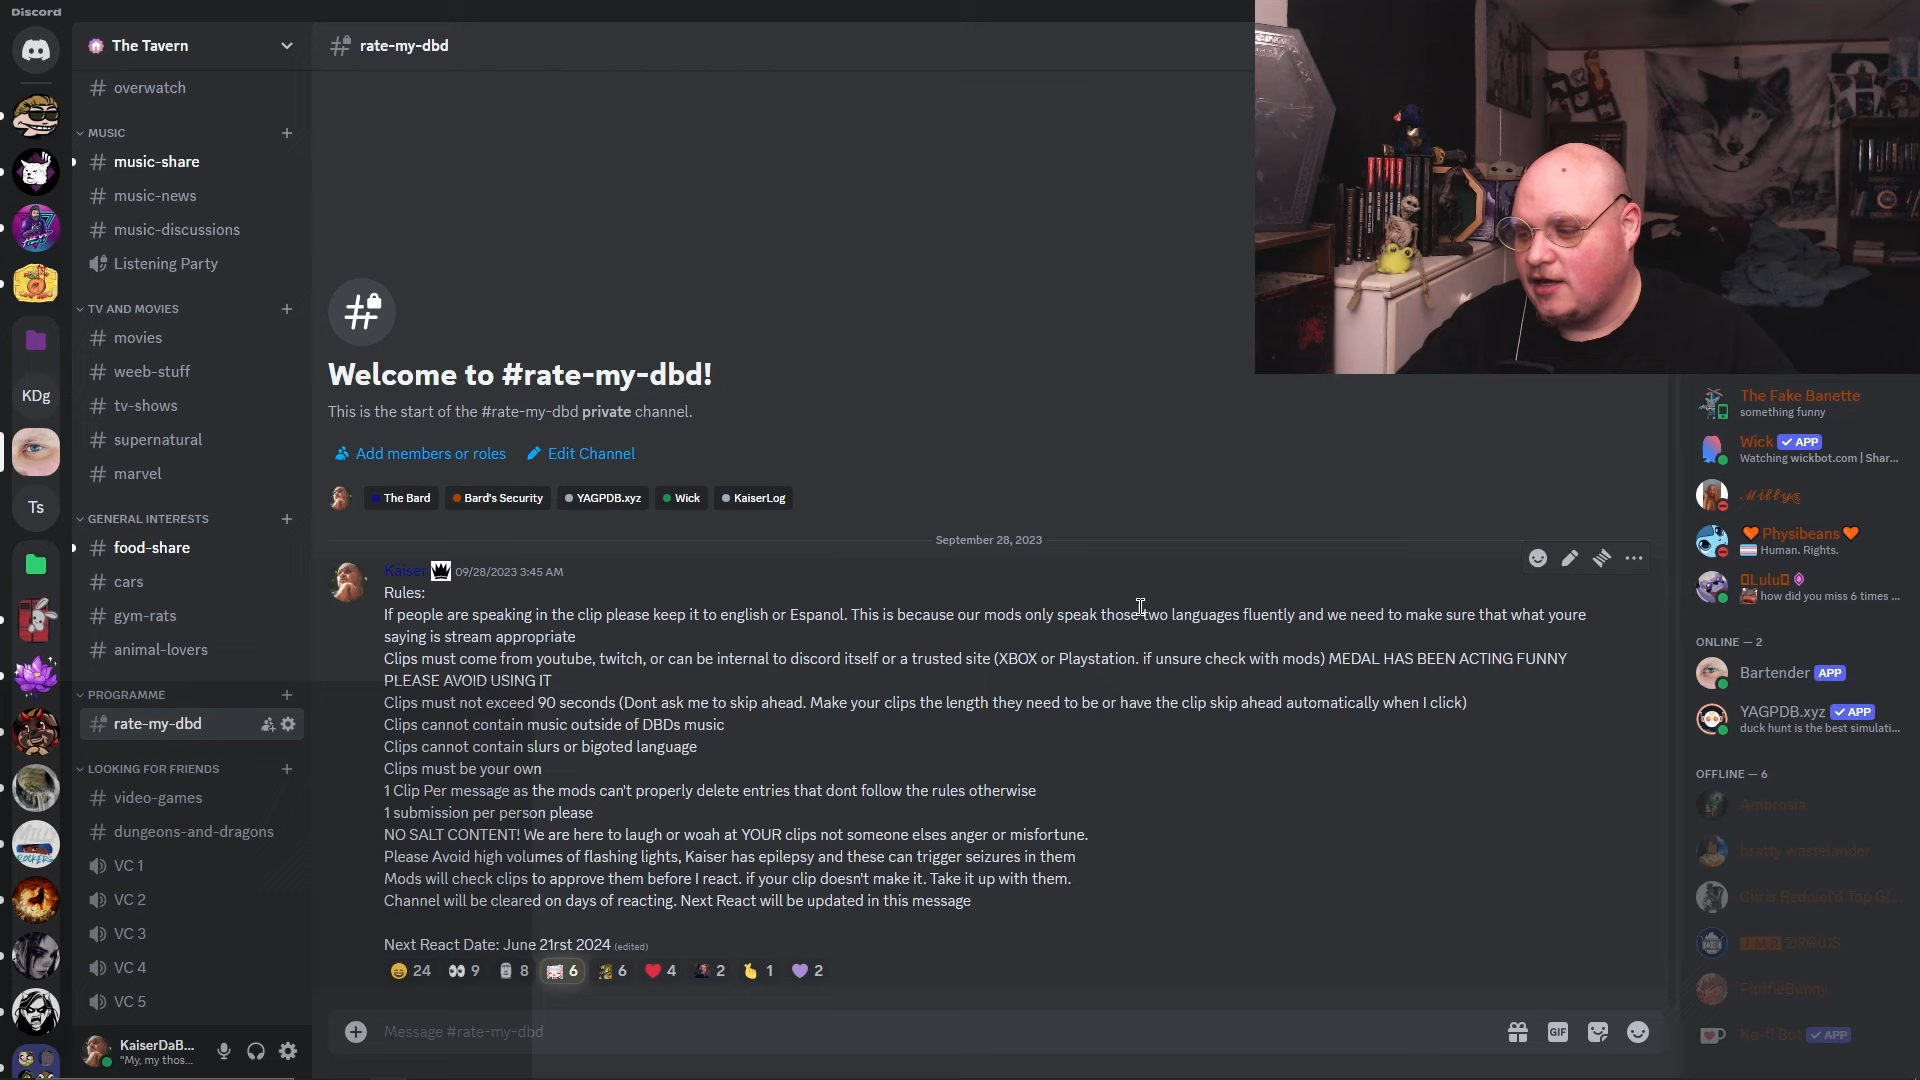 Discord
The Tavern
overwatch
MUSIC
music-share
music-news
music-discussions
Listening Party
TV AND MOVIES
movies
weeb-stuff
tv-shows
supernatural
marvel
GENERAL INTERESTS
food-share
cars
gym-rats
animal-lovers
PROGRAMME
rate-my-dbd
LOOKING FOR FRIENDS
video-games
dungeons-and-dragons
VC 1
VC 2
VC 3
VC 4
VC 5
KDg
Ts
KaiserDaB...
"My, my thos...
rate-my-dbd
Welcome to #rate-my-dbd!
This is the start of the #rate-my-dbd private channel.
Add members or roles Edit Channel
The Bard Bard's Security YAGPDB.xyz Wick KaiserLog
September 28, 2023
Kaiser 09/28/2023 3:45 AM
Rules:
If people are speaking in the clip please keep it to english or Espanol. This is because our mods only speak those two languages fluently and we need to make sure that what youre
saying is stream appropriate
Clips must come from youtube, twitch, or can be internal to discord itself or a trusted site (XBOX or Playstation. if unsure check with mods) MEDAL HAS BEEN ACTING FUNNY
PLEASE AVOID USING IT
Clips must not exceed 90 seconds (Dont ask me to skip ahead. Make your clips the length they need to be or have the clip skip ahead automatically when I click)
Clips cannot contain music outside of DBDs music
Clips cannot contain slurs or bigoted language
Clips must be your own
1 Clip Per message as the mods can't properly delete entries that dont follow the rules otherwise
1 submission per person please
NO SALT CONTENT! We are here to laugh or woah at YOUR clips not someone elses anger or misfortune.
Please Avoid high volumes of flashing lights, Kaiser has epilepsy and these can trigger seizures in them
Mods will check clips to approve them before I react. if your clip doesn't make it. Take it up with them.
Channel will be cleared on days of reacting. Next React will be updated in this message
Next React Date: June 21rst 2024 (edited)
24 9 8 6 6 4 2 1 2
Message #rate-my-dbd
GIF
The Fake Banette
something funny
Wick APP
Watching wickbot.com | Shar...
Millys
Physibeans
Human. Rights.
Lulu
how did you miss 6 times ...
ONLINE — 2
Bartender APP
YAGPDB.xyz APP
duck hunt is the best simulati...
OFFLINE — 6
Ambrosia
bratty wastelander
FluffieBunny
Ko-fi Bot APP